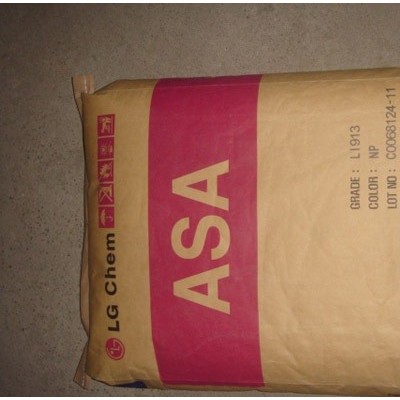 LG Chem
ASA
GRADE : L1913
COLOR : NP
LOT NO : C0068124-11